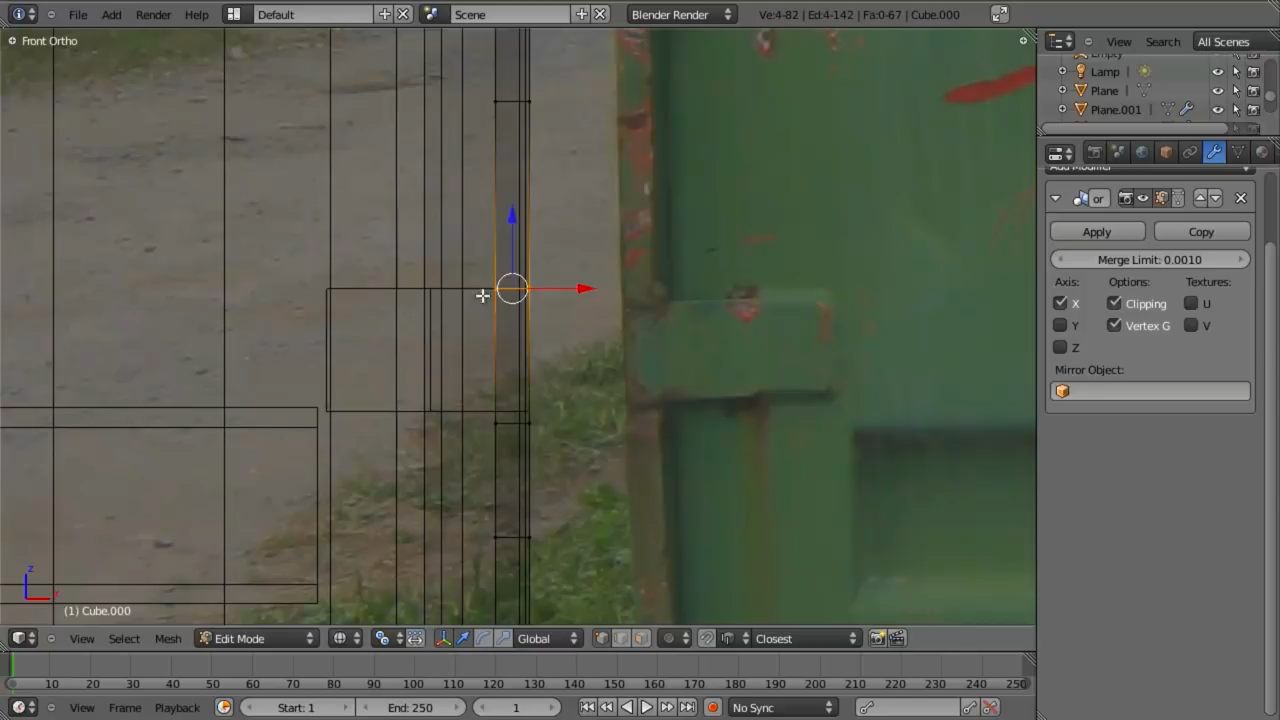 File Add Render Help Default Scene Blender Render Ve:4-82 | Ed:4-142 | Fa:0-67 | Cube.000
Front Ortho
View Search All Scenes
Lamp
Plane
Plane.001
or
Apply Copy
Merge Limit: 0.0010
Axis: Options: Textures:
X Clipping U
Y Vertex G V
Z
Mirror Object:
z
x
(1) Cube.000
View Select Mesh Edit Mode Global Closest
10 20 30 40 50 60 70 80 90 100 110 120 130 140 150 160 170 180 190 200 210 220 230 240 250
View Frame Playback Start: 1 End: 250 1 No Sync